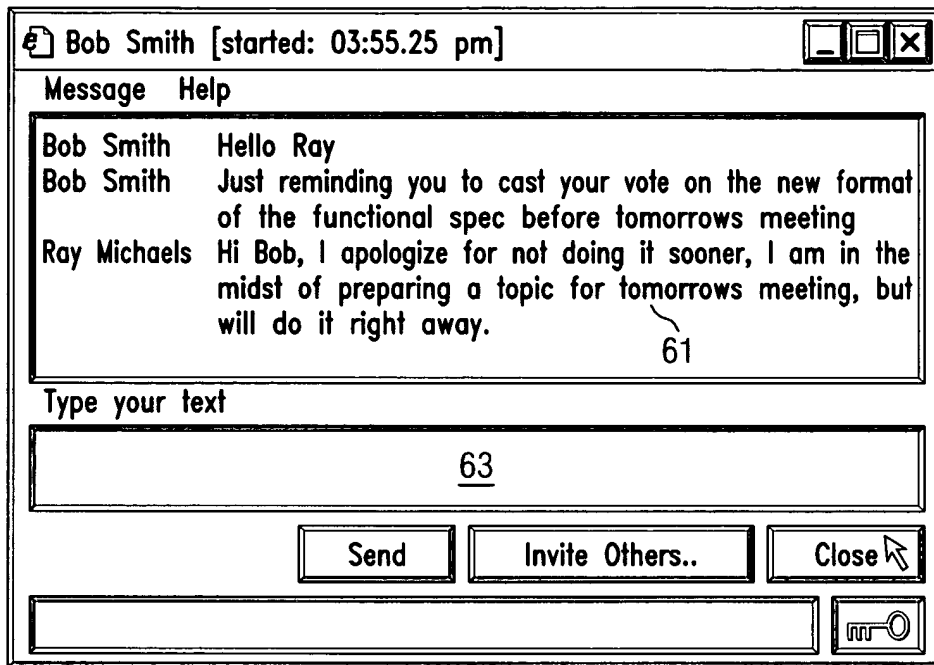 Bob Smith [started: 03:55.25 pm]
Message Help
Bob Smith Hello Ray
Bob Smith Just reminding you to cast your vote on the new format
of the functional spec before tomorrows meeting
Ray Michaels Hi Bob, I apologize for not doing it sooner, I am in the
midst of preparing a topic for tomorrows meeting, but
will do it right away.
61
Type your text
63
Send Invite Others.. Close